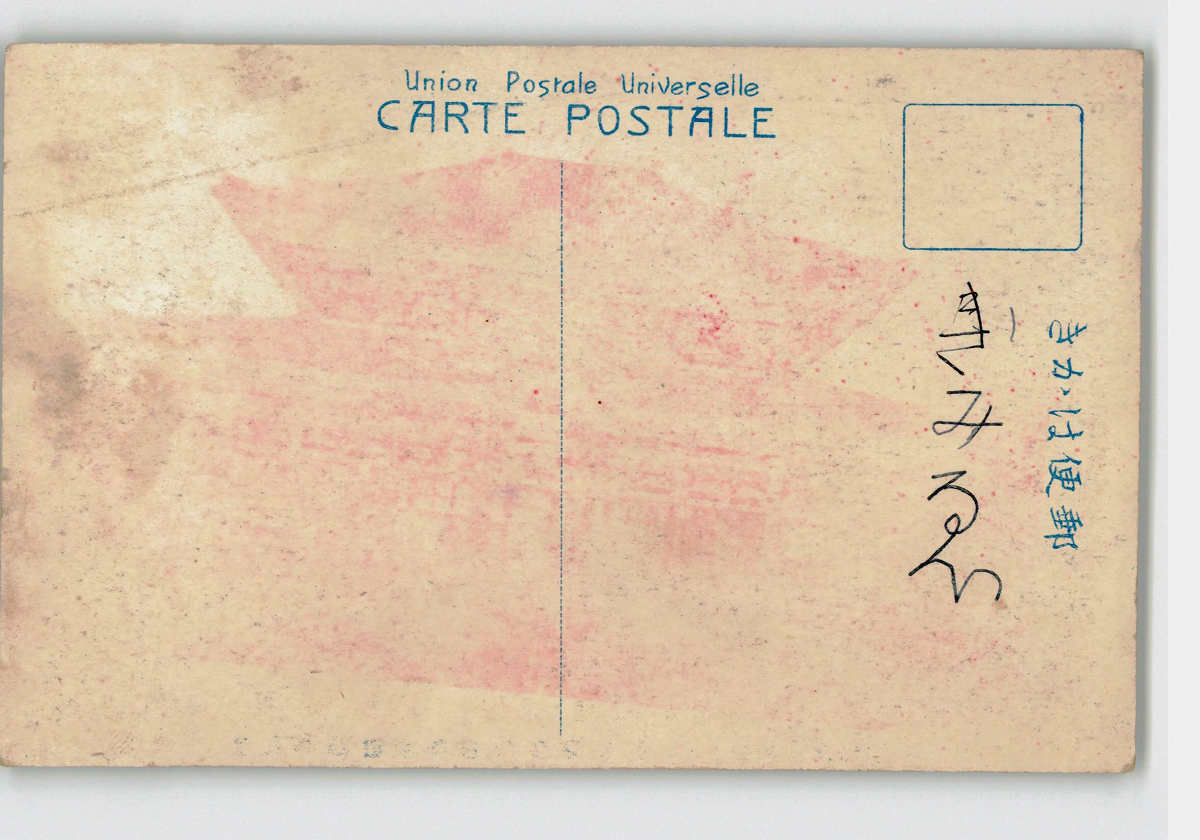 Union Postale Universelle
CARTE POSTALE
きがは便郵